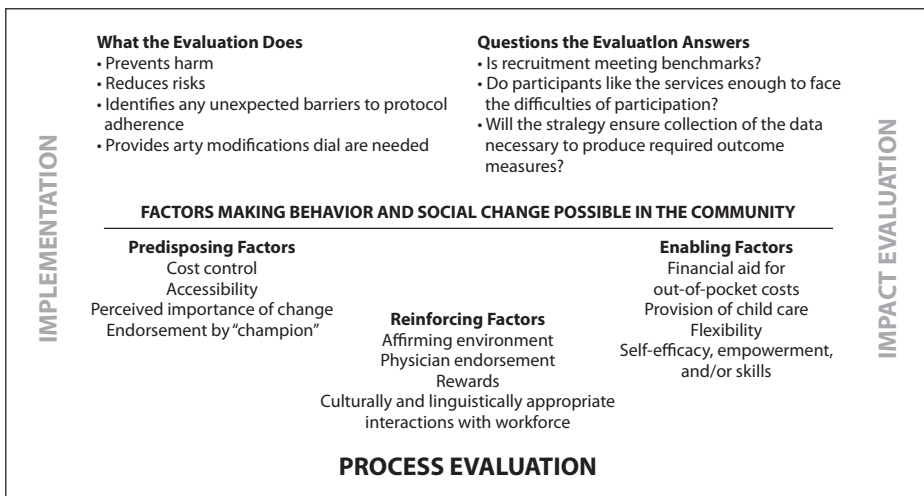 What the Evaluation Does
• Prevents harm
• Reduces risks
• Identifies any unexpected barriers to protocol
adherence
• Provides arty modifications dial are needed
Questions the Evaluatlon Answers
• Is recruitment meeting benchmarks?
• Do participants like the services enough to face
the difficulties of participation?
• Will the strategy ensure collection of the data
necessary to produce required outcome
measures?
IMPLEMENTATION
IMPACT EVALUATION
FACTORS MAKING BEHAVIOR AND SOCIAL CHANGE POSSIBLE IN THE COMMUNITY
Predisposing Factors
Cost control
Accessibility
Perceived importance of change
Endorsement by “champion”
Reinforcing Factors
Affirming environment
Physician endorsement
Rewards
Culturally and linguistically appropriate
interactions with workforce
Enabling Factors
Financial aid for
out-of-pocket costs
Provision of child care
Flexibility
Self-efficacy, empowerment,
and/or skills
PROCESS EVALUATION